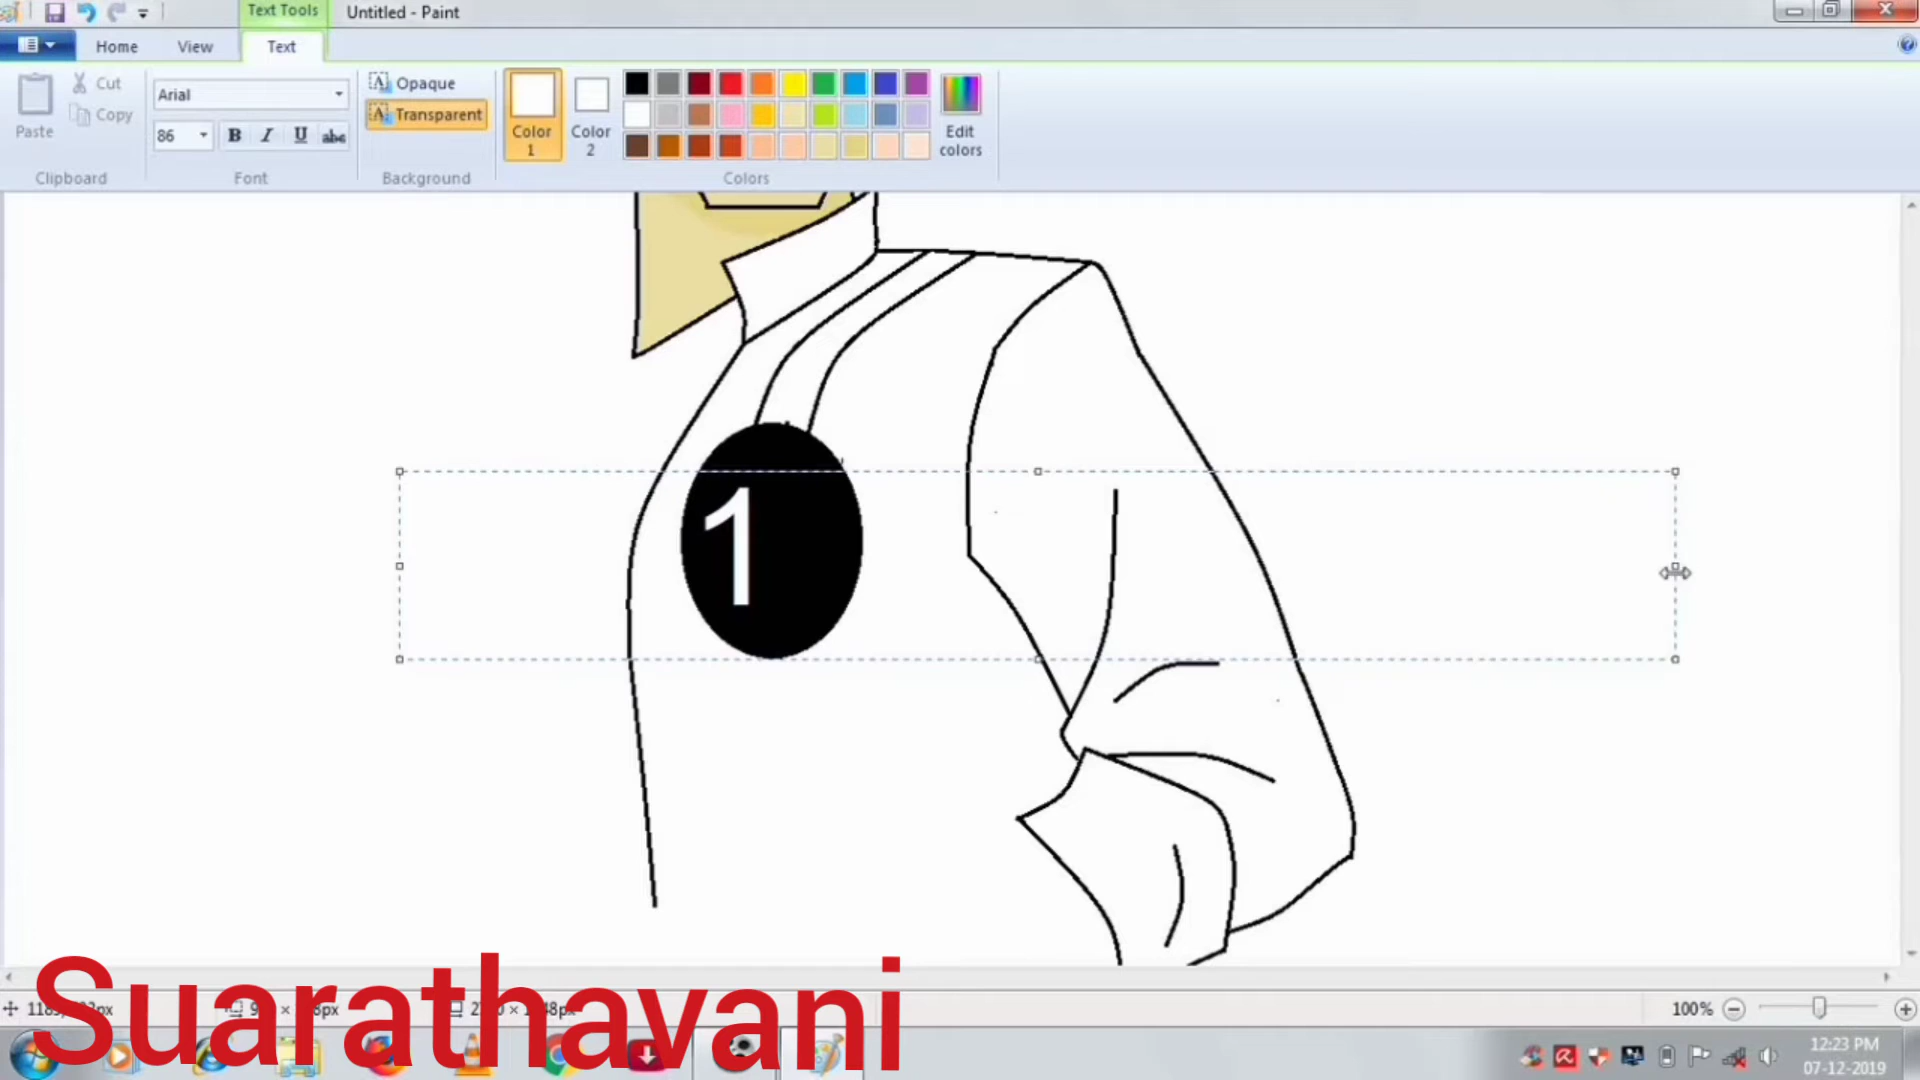 Text Tools
Untitled - Paint
Home
View
Text
Paste
Cut
Copy
Clipboard
Arial
86
B I U abc
Font
Opaque
Transparent
Background
Color 1
Color 2
Edit colors
Colors
1
100%
Suarathavani
12:23 PM
07-12-2019